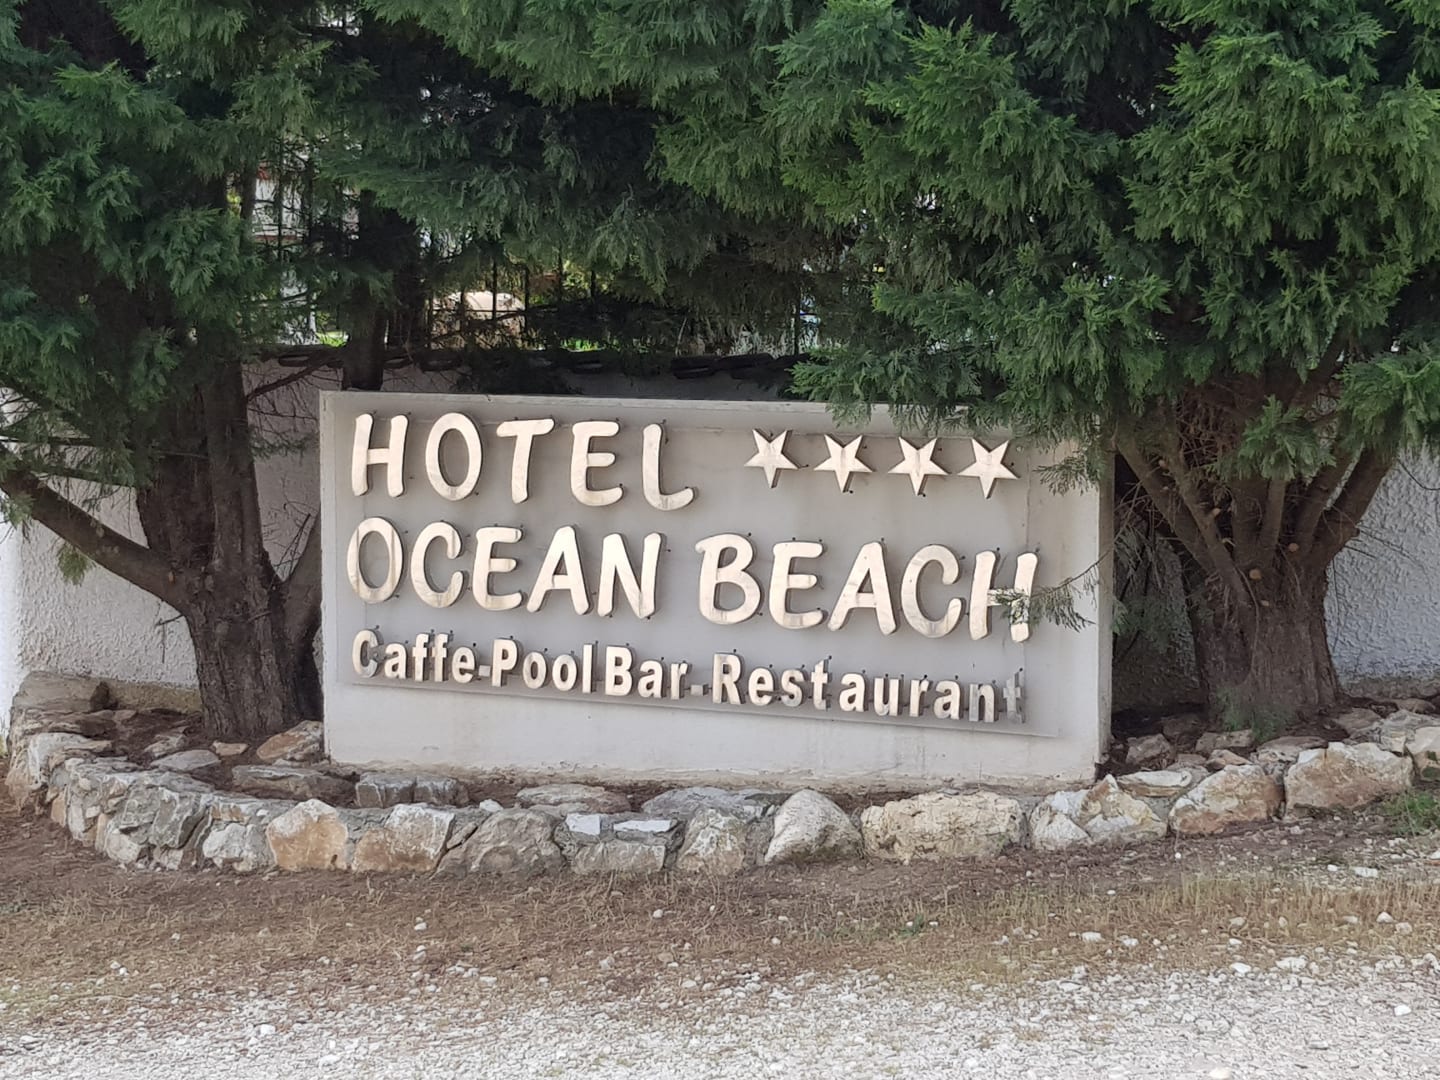 HOTEL ★★★★
OCEAN BEACH
Caffe-Pool Bar-Restaurant